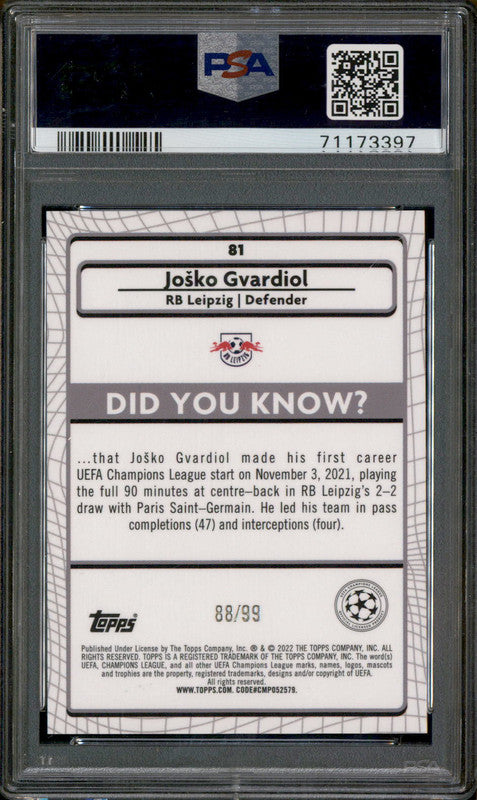 PSA
71173397
81
Joško Gvardiol
RB Leipzig | Defender
RB LEIPZIG
DID YOU KNOW?
...that Joško Gvardiol made his first career
UEFA Champions League start on November 3, 2021, playing
the full 90 minutes at centre–back in RB Leipzig's 2–2
draw with Paris Saint–Germain. He led his team in pass
completions (47) and interceptions (four).
Topps
88/99
Published Under License by The Topps Company, Inc. ® & © 2022 THE TOPPS COMPANY, INC. ALL
RIGHTS RESERVED. TOPPS IS A REGISTERED TRADEMARK OF THE TOPPS COMPANY, INC. The word(s)
UEFA, CHAMPIONS LEAGUE, and all other UEFA Champions League marks, names, logos, mascots
and trophies are the property, registered trademarks, designs and/or copyright of UEFA.
All rights reserved.
WWW.TOPPS.COM. CODE#CMP052579.
PSA